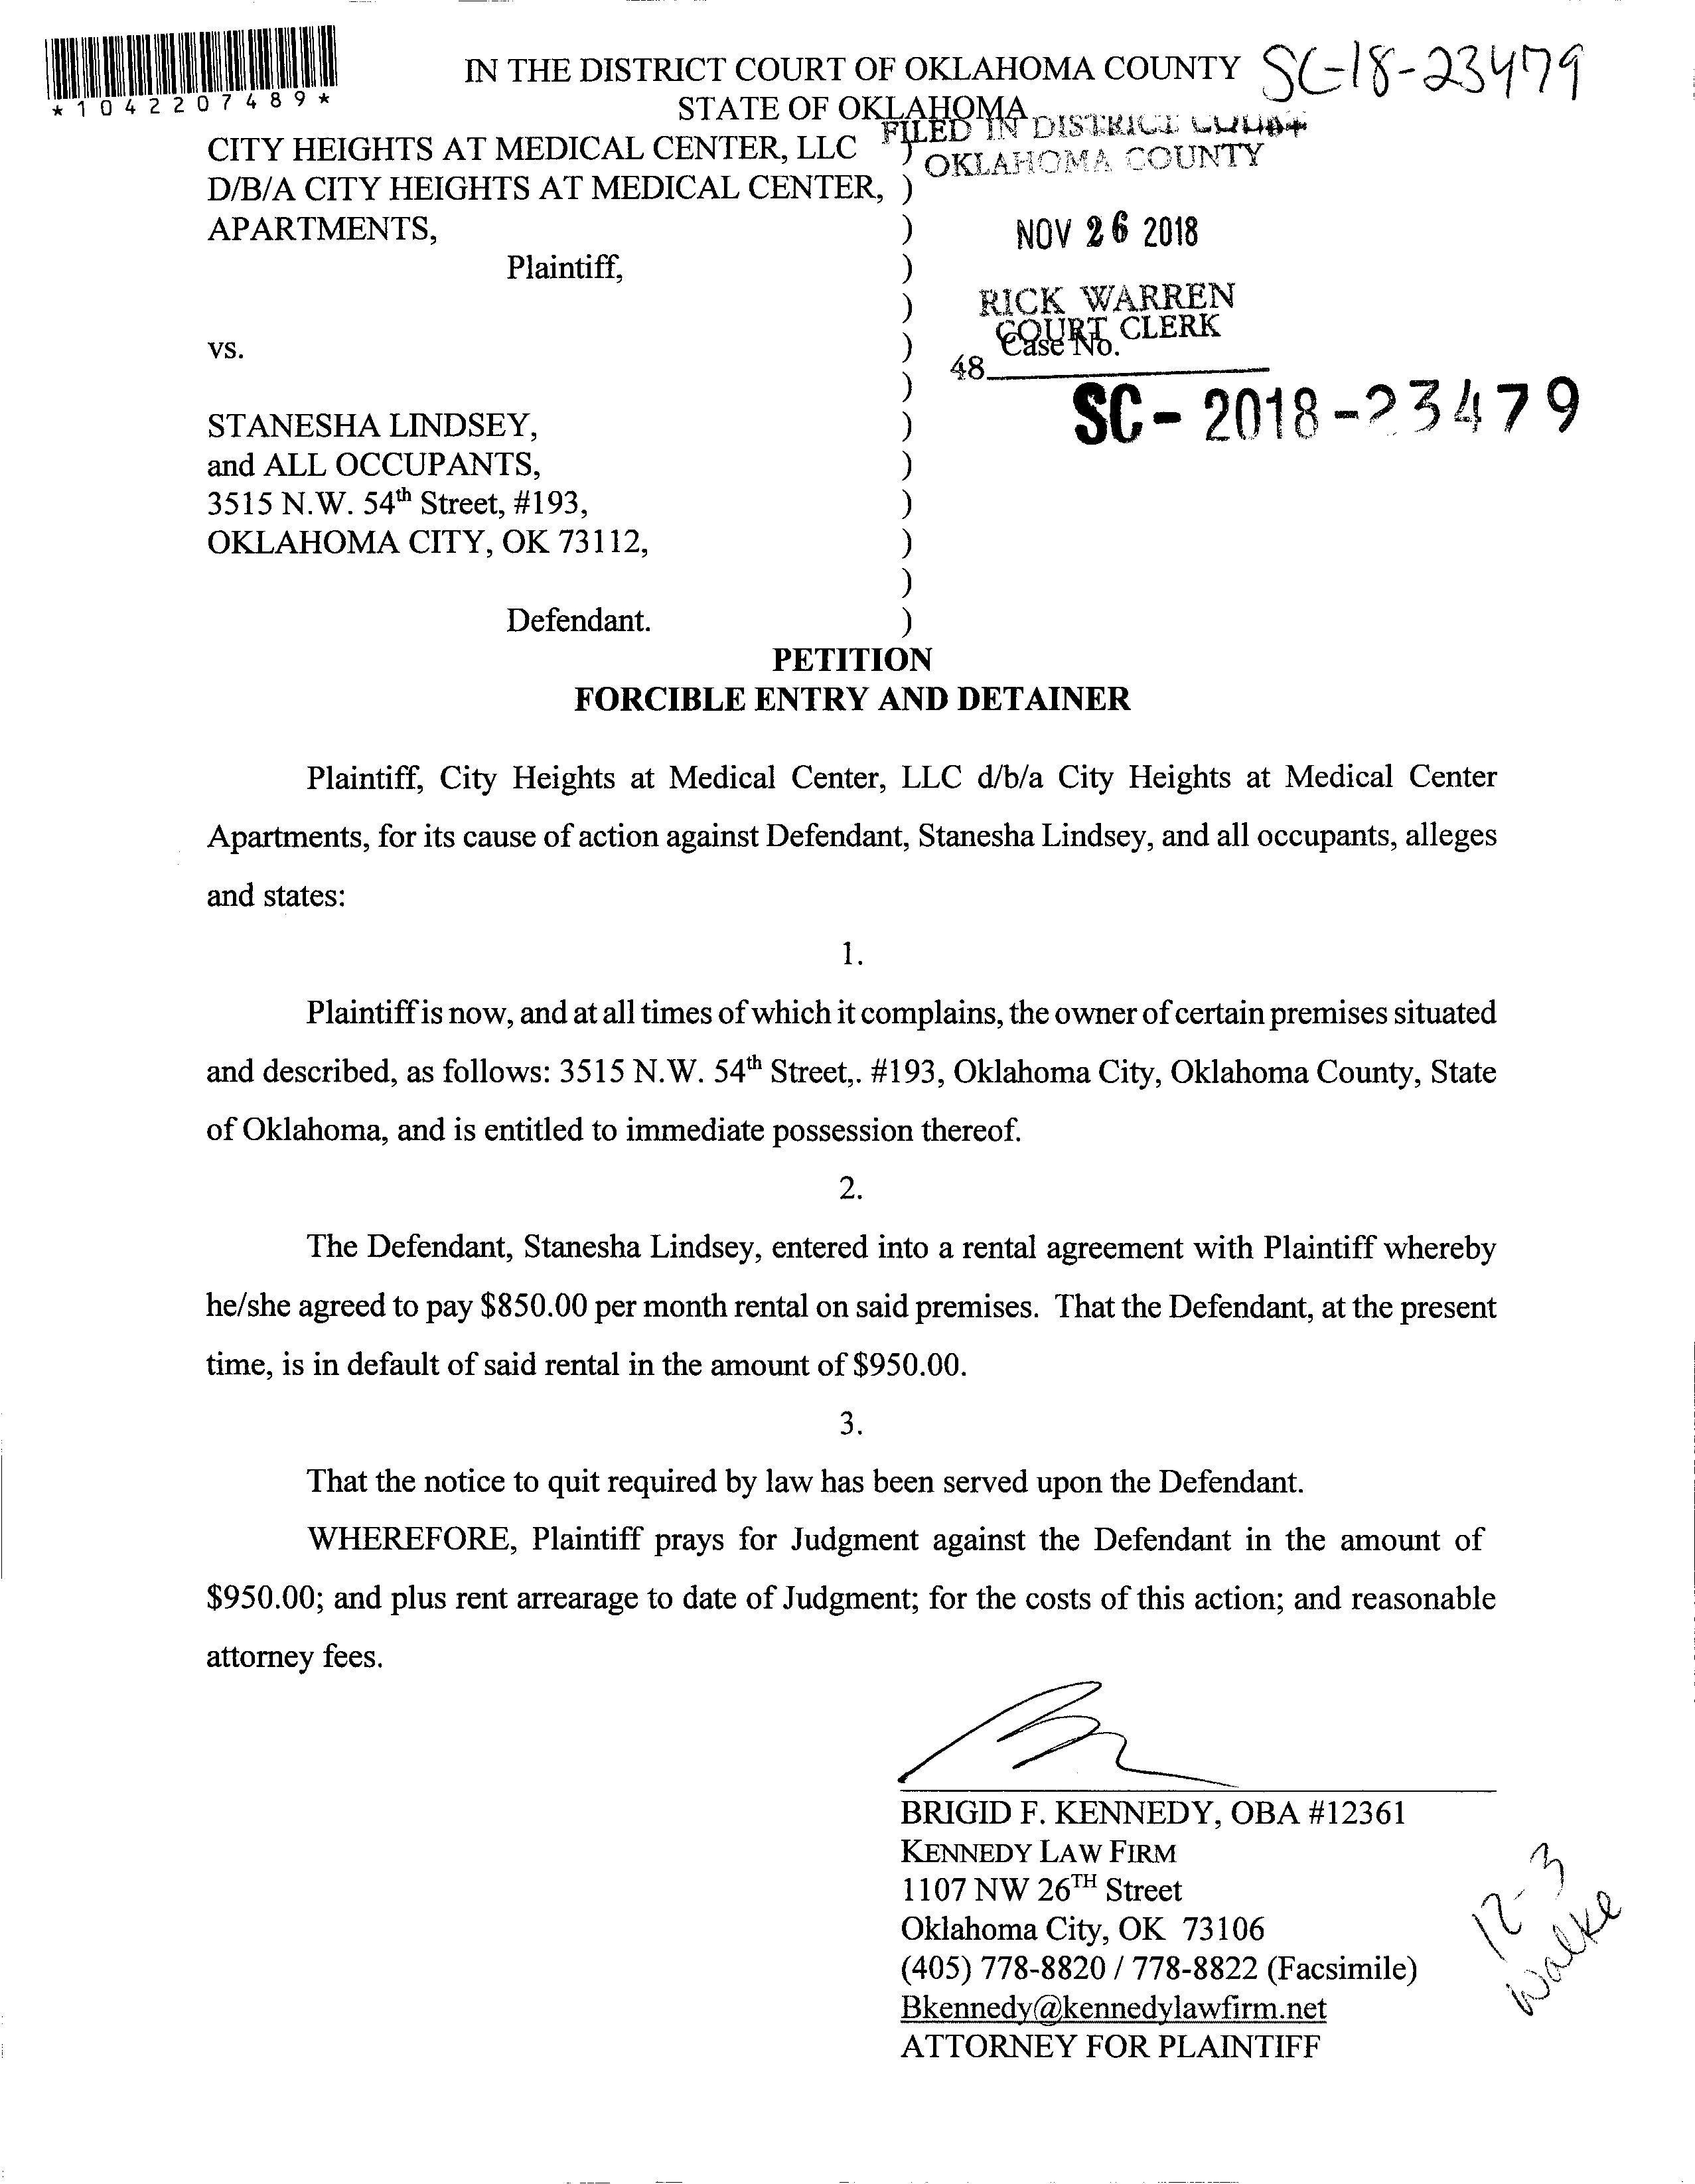 IN THE DISTRICT COURT OF OKLAHOMA COUNTY SC-18-23479
*1042207489*
STATE OF OKLAHOMA
FILED IN DISTRICT COURT
OKLAHOMA COUNTY
CITY HEIGHTS AT MEDICAL CENTER, LLC )
D/B/A CITY HEIGHTS AT MEDICAL CENTER, )
APARTMENTS, )
NOV 26 2018
Plaintiff, )
)
RICK WARREN
COURT CLERK
vs. ) Case No.
48
)
SC-2018-23479
STANESHA LINDSEY, )
and ALL OCCUPANTS, )
3515 N.W. 54th Street, #193, )
OKLAHOMA CITY, OK 73112, )
)
Defendant. )
PETITION
FORCIBLE ENTRY AND DETAINER
Plaintiff, City Heights at Medical Center, LLC d/b/a City Heights at Medical Center
Apartments, for its cause of action against Defendant, Stanesha Lindsey, and all occupants, alleges
and states:
1.
Plaintiff is now, and at all times of which it complains, the owner of certain premises situated
and described, as follows: 3515 N.W. 54th Street,. #193, Oklahoma City, Oklahoma County, State
of Oklahoma, and is entitled to immediate possession thereof.
2.
The Defendant, Stanesha Lindsey, entered into a rental agreement with Plaintiff whereby
he/she agreed to pay $850.00 per month rental on said premises. That the Defendant, at the present
time, is in default of said rental in the amount of $950.00.
3.
That the notice to quit required by law has been served upon the Defendant.
WHEREFORE, Plaintiff prays for Judgment against the Defendant in the amount of
$950.00; and plus rent arrearage to date of Judgment; for the costs of this action; and reasonable
attorney fees.
BRIGID F. KENNEDY, OBA #12361
KENNEDY LAW FIRM
1107 NW 26TH Street
Oklahoma City, OK 73106
(405) 778-8820 / 778-8822 (Facsimile)
Bkennedy@kennedylawfirm.net
ATTORNEY FOR PLAINTIFF
12-3
Walke